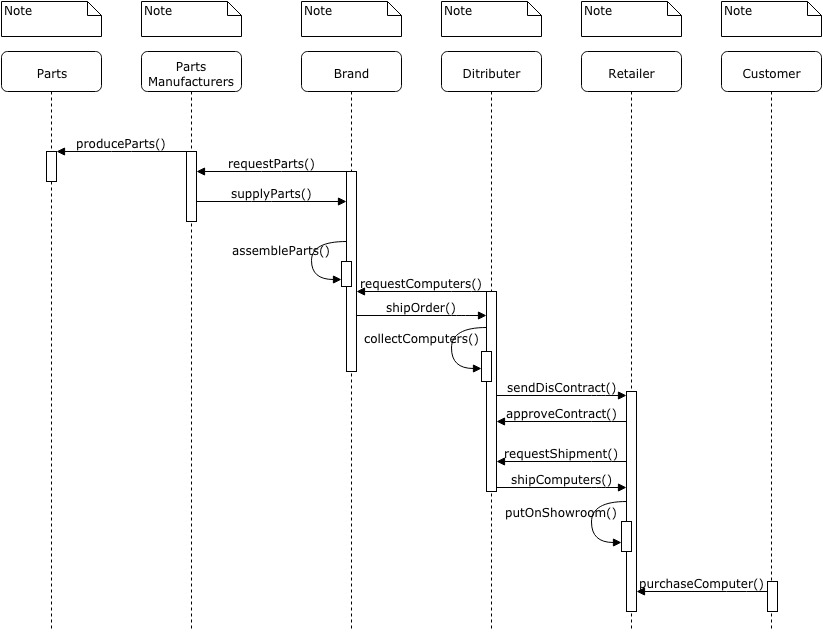 Note
Note
Note
Note
Note
Note
Parts
Parts
Manufacturers
Brand
Ditributer
Retailer
Customer
produceParts()
requestParts()
supplyParts()
assembleParts()
requestComputers()
shipOrder()
collectComputers()
sendDisContract()
approveContract()
requestShipment()
shipComputers()
putOnShowroom()
purchaseComputer()